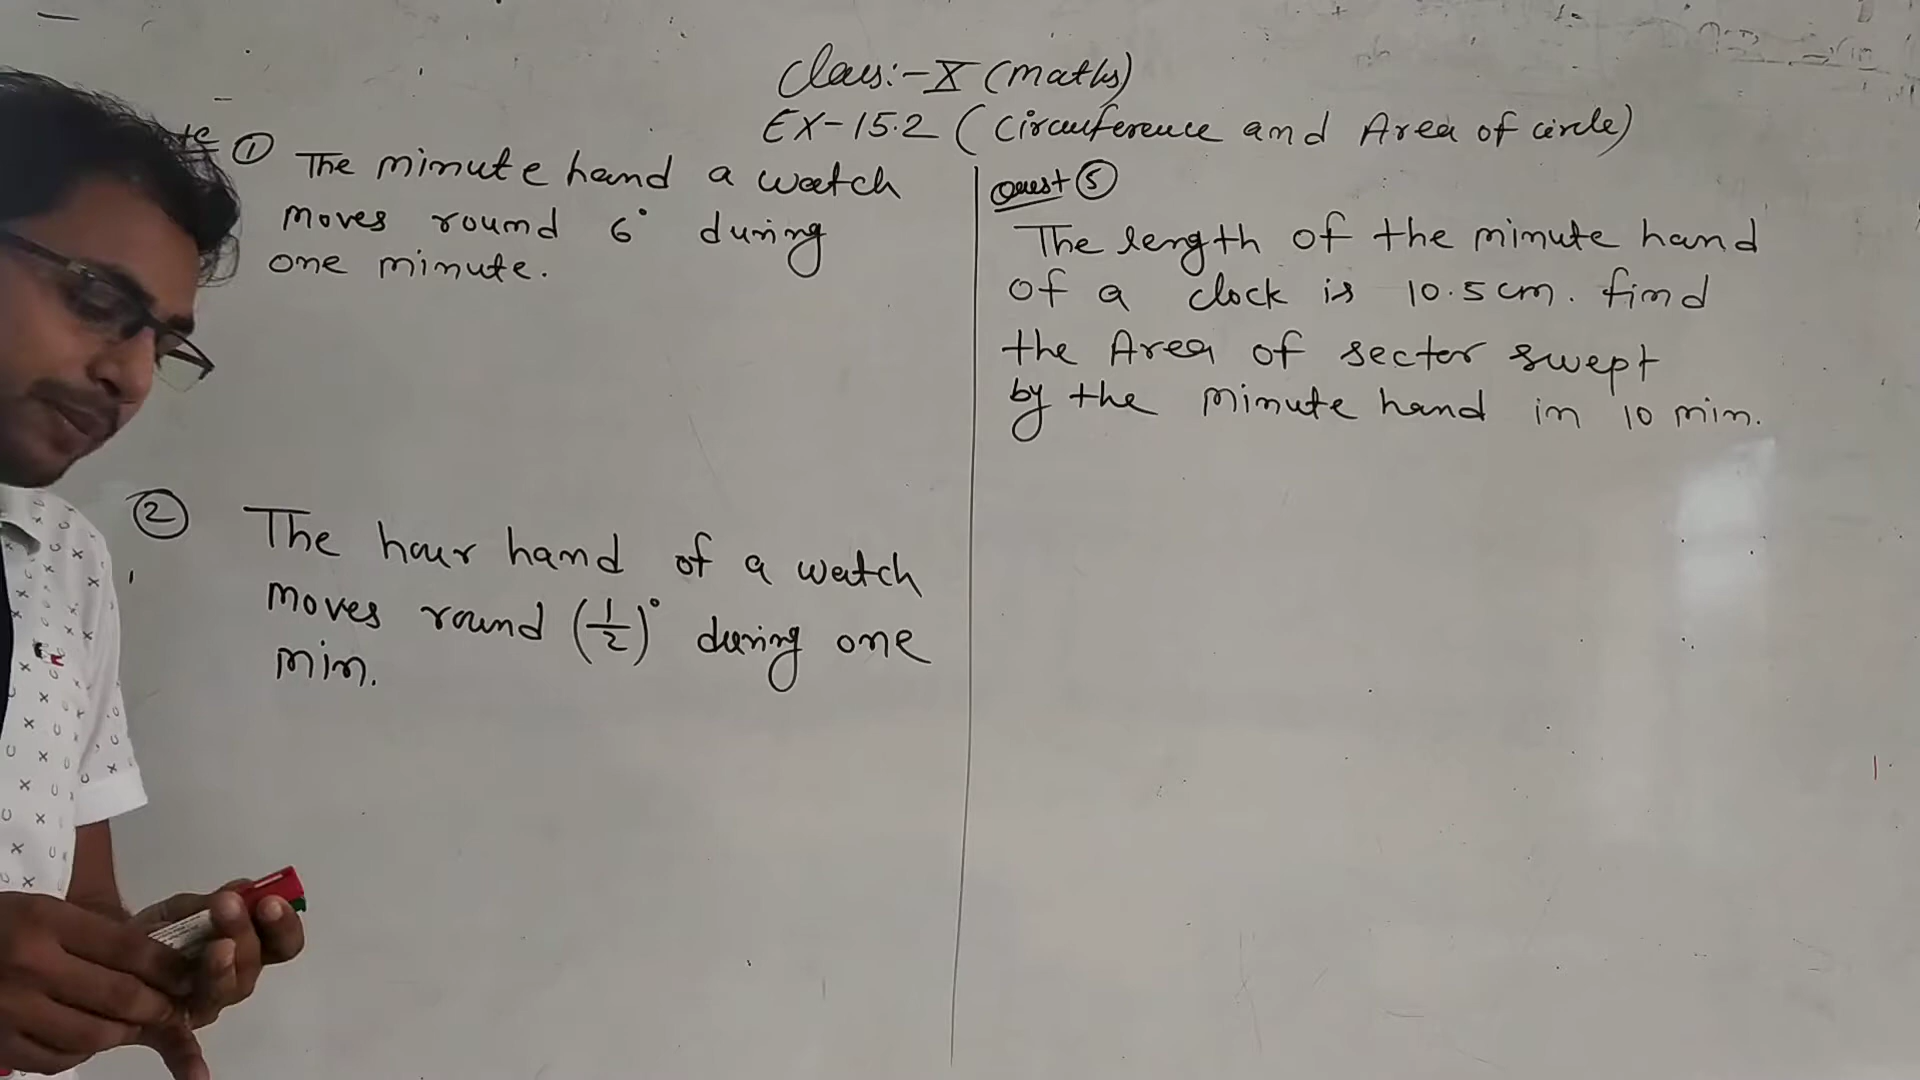 Class:- X (maths)
EX-15.2 (Circumference and Area of circle)
① The minute hand a watch
moves round 6° during
one minute.
② The hour hand of a watch
moves round (1/2)° during one
min.
Quest ⑤
The length of the minute hand
of a clock is 10.5cm. find
the Area of sector swept
by the minute hand in 10 min.